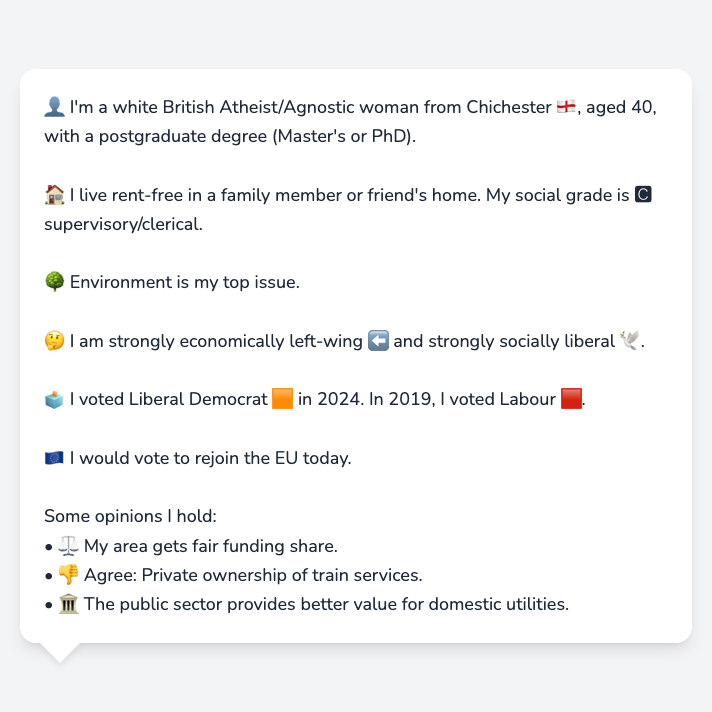 👤 I'm a white British Atheist/Agnostic woman from Chichester 🏴󠁧󠁢󠁥󠁮󠁧󠁿, aged 40,
with a postgraduate degree (Master's or PhD).
🏠 I live rent-free in a family member or friend's home. My social grade is C
supervisory/clerical.
🌳 Environment is my top issue.
🤔 I am strongly economically left-wing ⬅️ and strongly socially liberal 🕊️.
🗳️ I voted Liberal Democrat 🟧 in 2024. In 2019, I voted Labour 🟥.
🇪🇺 I would vote to rejoin the EU today.
Some opinions I hold:
• ⚖️ My area gets fair funding share.
• 👎 Agree: Private ownership of train services.
• 🏛️ The public sector provides better value for domestic utilities.